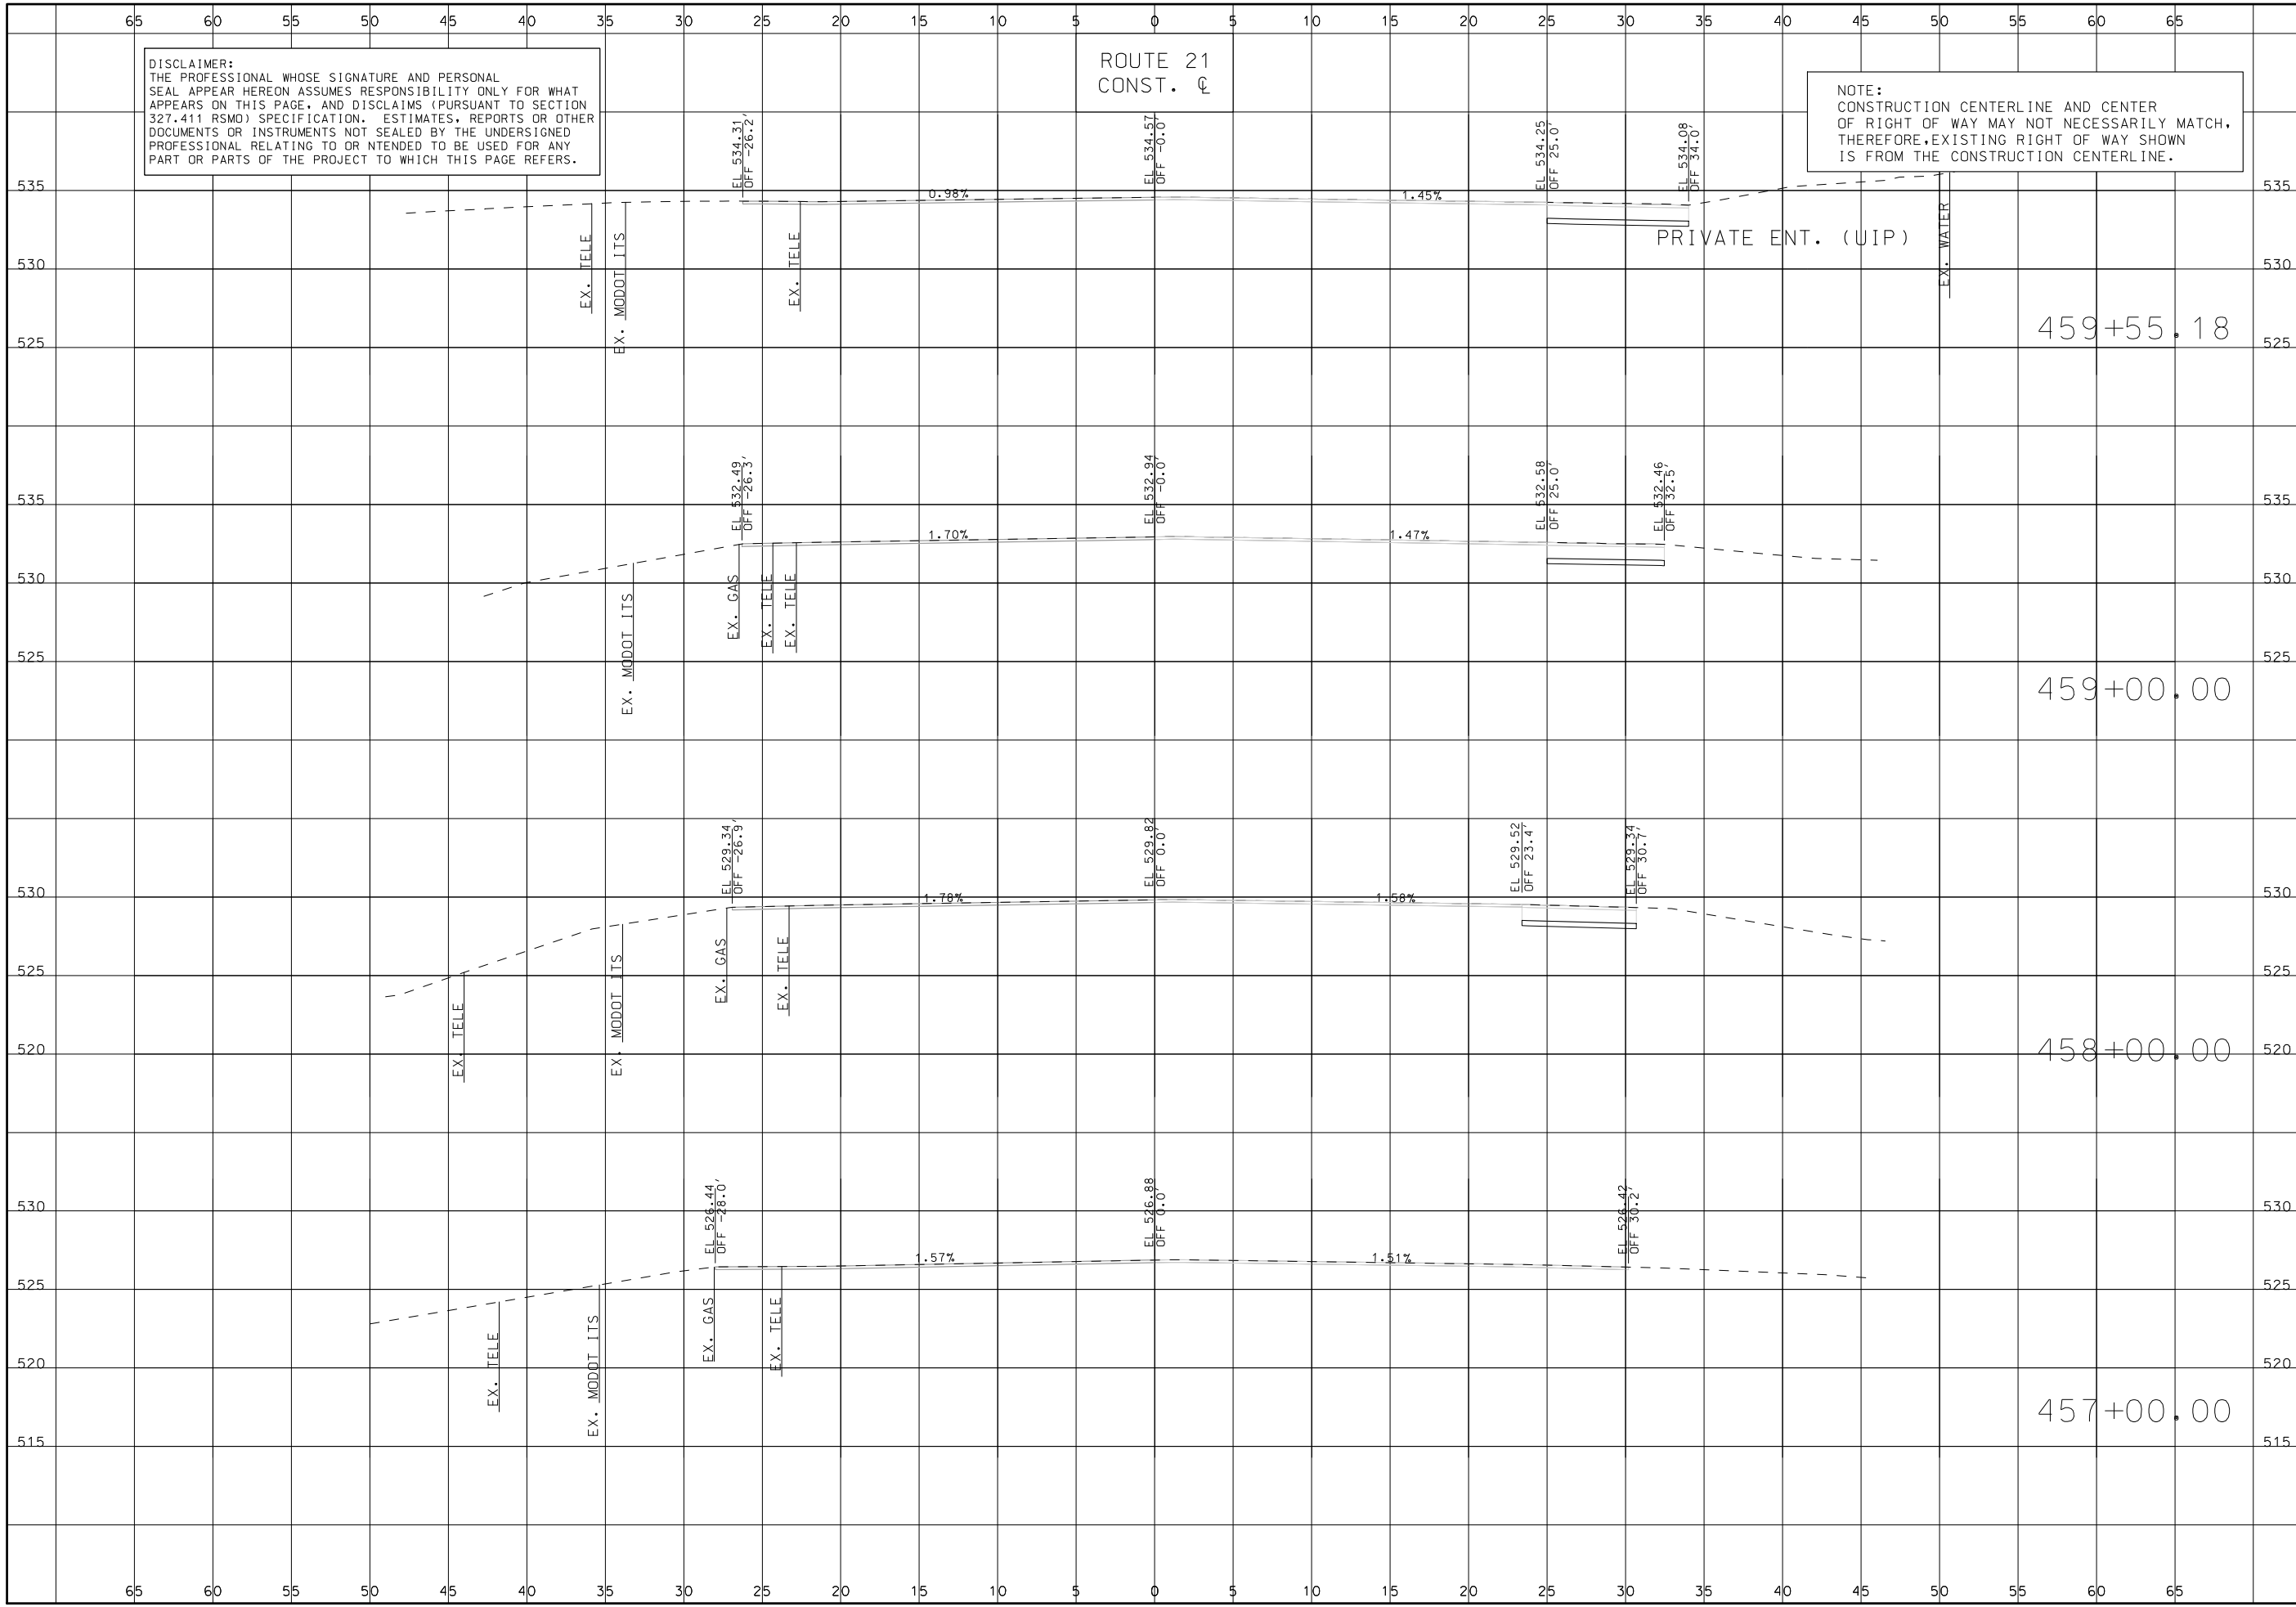 65 60 55 50 45 40 35 30 25 20 15 10 5 0 5 10 15 20 25 30 35 40 45 50 55 60 65
DISCLAIMER:
THE PROFESSIONAL WHOSE SIGNATURE AND PERSONAL
SEAL APPEAR HEREON ASSUMES RESPONSIBILITY ONLY FOR WHAT
APPEARS ON THIS PAGE, AND DISCLAIMS (PURSUANT TO SECTION
327.411 RSMO) SPECIFICATION. ESTIMATES, REPORTS OR OTHER
DOCUMENTS OR INSTRUMENTS NOT SEALED BY THE UNDERSIGNED
PROFESSIONAL RELATING TO OR NTENDED TO BE USED FOR ANY
PART OR PARTS OF THE PROJECT TO WHICH THIS PAGE REFERS.
ROUTE 21
CONST. ℄
NOTE:
CONSTRUCTION CENTERLINE AND CENTER
OF RIGHT OF WAY MAY NOT NECESSARILY MATCH,
THEREFORE,EXISTING RIGHT OF WAY SHOWN
IS FROM THE CONSTRUCTION CENTERLINE.
EL 534.31
OFF -26.2'
EL 534.57
OFF -0.0'
EL 534.25
OFF 25.0'
EL 534.08
OFF 34.0'
535 535
0.98% 1.45%
EX. TELE
EX. MODOT ITS
EX. TELE
PRIVATE ENT. (UIP)
EX. WATER
530 530
459+55.18
525 525
EL 532.49
OFF -26.3'
EL 532.94
OFF -0.0'
EL 532.58
OFF 25.0'
EL 532.46
OFF 32.5'
535 535
1.70% 1.47%
530 530
EX. MODOT ITS
EX. GAS
EX. TELE
EX. TELE
525 525
459+00.00
EL 529.34
OFF -26.9'
EL 529.82
OFF 0.0'
EL 529.52
OFF 23.4'
EL 529.34
OFF 30.7'
530 530
1.78% 1.58%
525 525
EX. TELE
EX. MODOT ITS
EX. GAS
EX. TELE
520 520
458+00.00
EL 526.44
OFF -28.0'
EL 526.88
OFF 0.0'
EL 526.42
OFF 30.2'
530 530
1.57% 1.51%
525 525
EX. TELE
EX. MODOT ITS
EX. GAS
EX. TELE
520 520
457+00.00
515 515
65 60 55 50 45 40 35 30 25 20 15 10 5 0 5 10 15 20 25 30 35 40 45 50 55 60 65